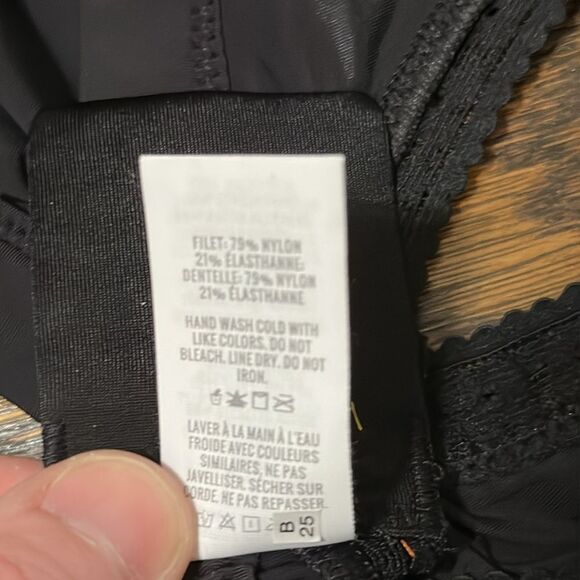 FILET: 79% NYLON
21% ÉLASTHANNE;
DENTELLE: 79% NYLON
21% ÉLASTHANNE
HAND WASH COLD WITH
LIKE COLORS. DO NOT
BLEACH. LINE DRY. DO NOT
IRON.
LAVER À LA MAIN À L'EAU
FROIDE AVEC COULEURS
SIMILAIRES, NE PAS
JAVELLISER. SÉCHER SUR
CORDE. NE PAS REPASSER.
B
25